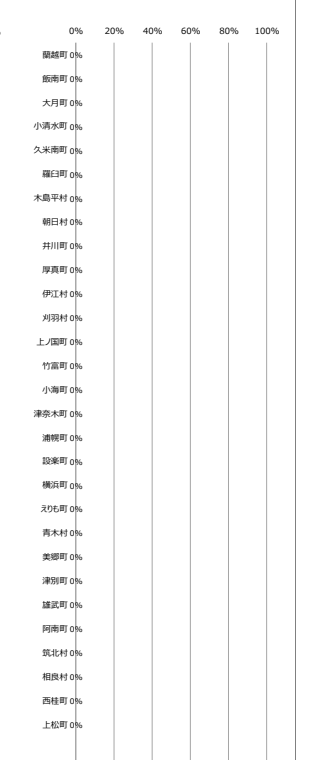 0% 20% 40% 60% 80% 100%
蘭越町 0%
飯南町 0%
大月町 0%
小清水町 0%
久米南町 0%
羅臼町 0%
木島平村 0%
朝日村 0%
井川町 0%
厚真町 0%
伊江村 0%
刈羽村 0%
上ノ国町 0%
竹富町 0%
小海町 0%
津奈木町 0%
浦幌町 0%
設楽町 0%
横浜町 0%
えりも町 0%
青木村 0%
美郷町 0%
津別町 0%
雄武町 0%
阿南町 0%
筑北村 0%
相良村 0%
西桂町 0%
上松町 0%